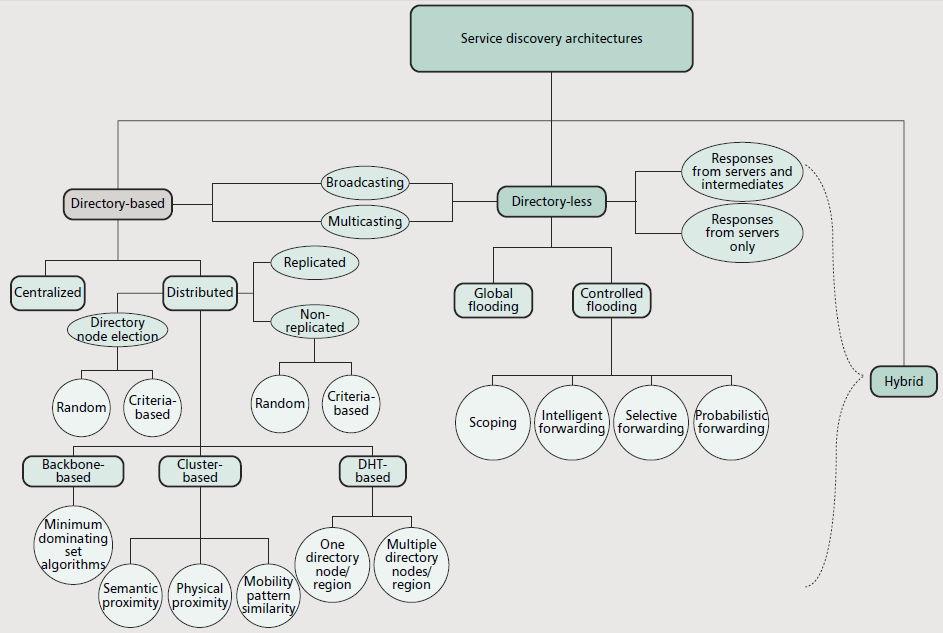 Service discovery architectures
Directory-based
Broadcasting
Multicasting
Directory-less
Responses
from servers and
intermediates
Responses
from servers
only
Centralized
Distributed
Replicated
Non-
replicated
Directory
node election
Random
Criteria-
based
Random
Criteria-
based
Global
flooding
Controlled
flooding
Hybrid
Scoping
Intelligent
forwarding
Selective
forwarding
Probabilistic
forwarding
Backbone-
based
Cluster-
based
DHT-
based
Minimum
dominating
set
algorithms
Semantic
proximity
Physical
proximity
Mobility
pattern
similarity
One
directory
node/
region
Multiple
directory
nodes/
region